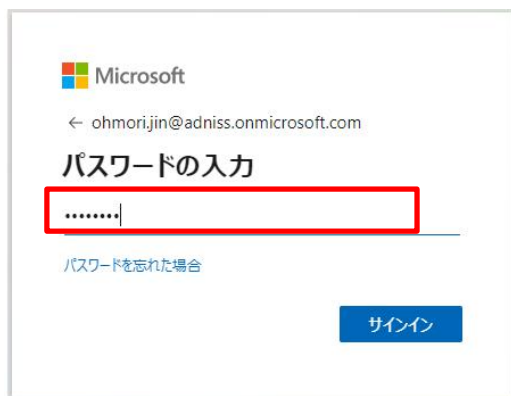 Microsoft
← ohmori.jin@adniss.onmicrosoft.com
パスワードの入力
••••••••
パスワードを忘れた場合
サインイン